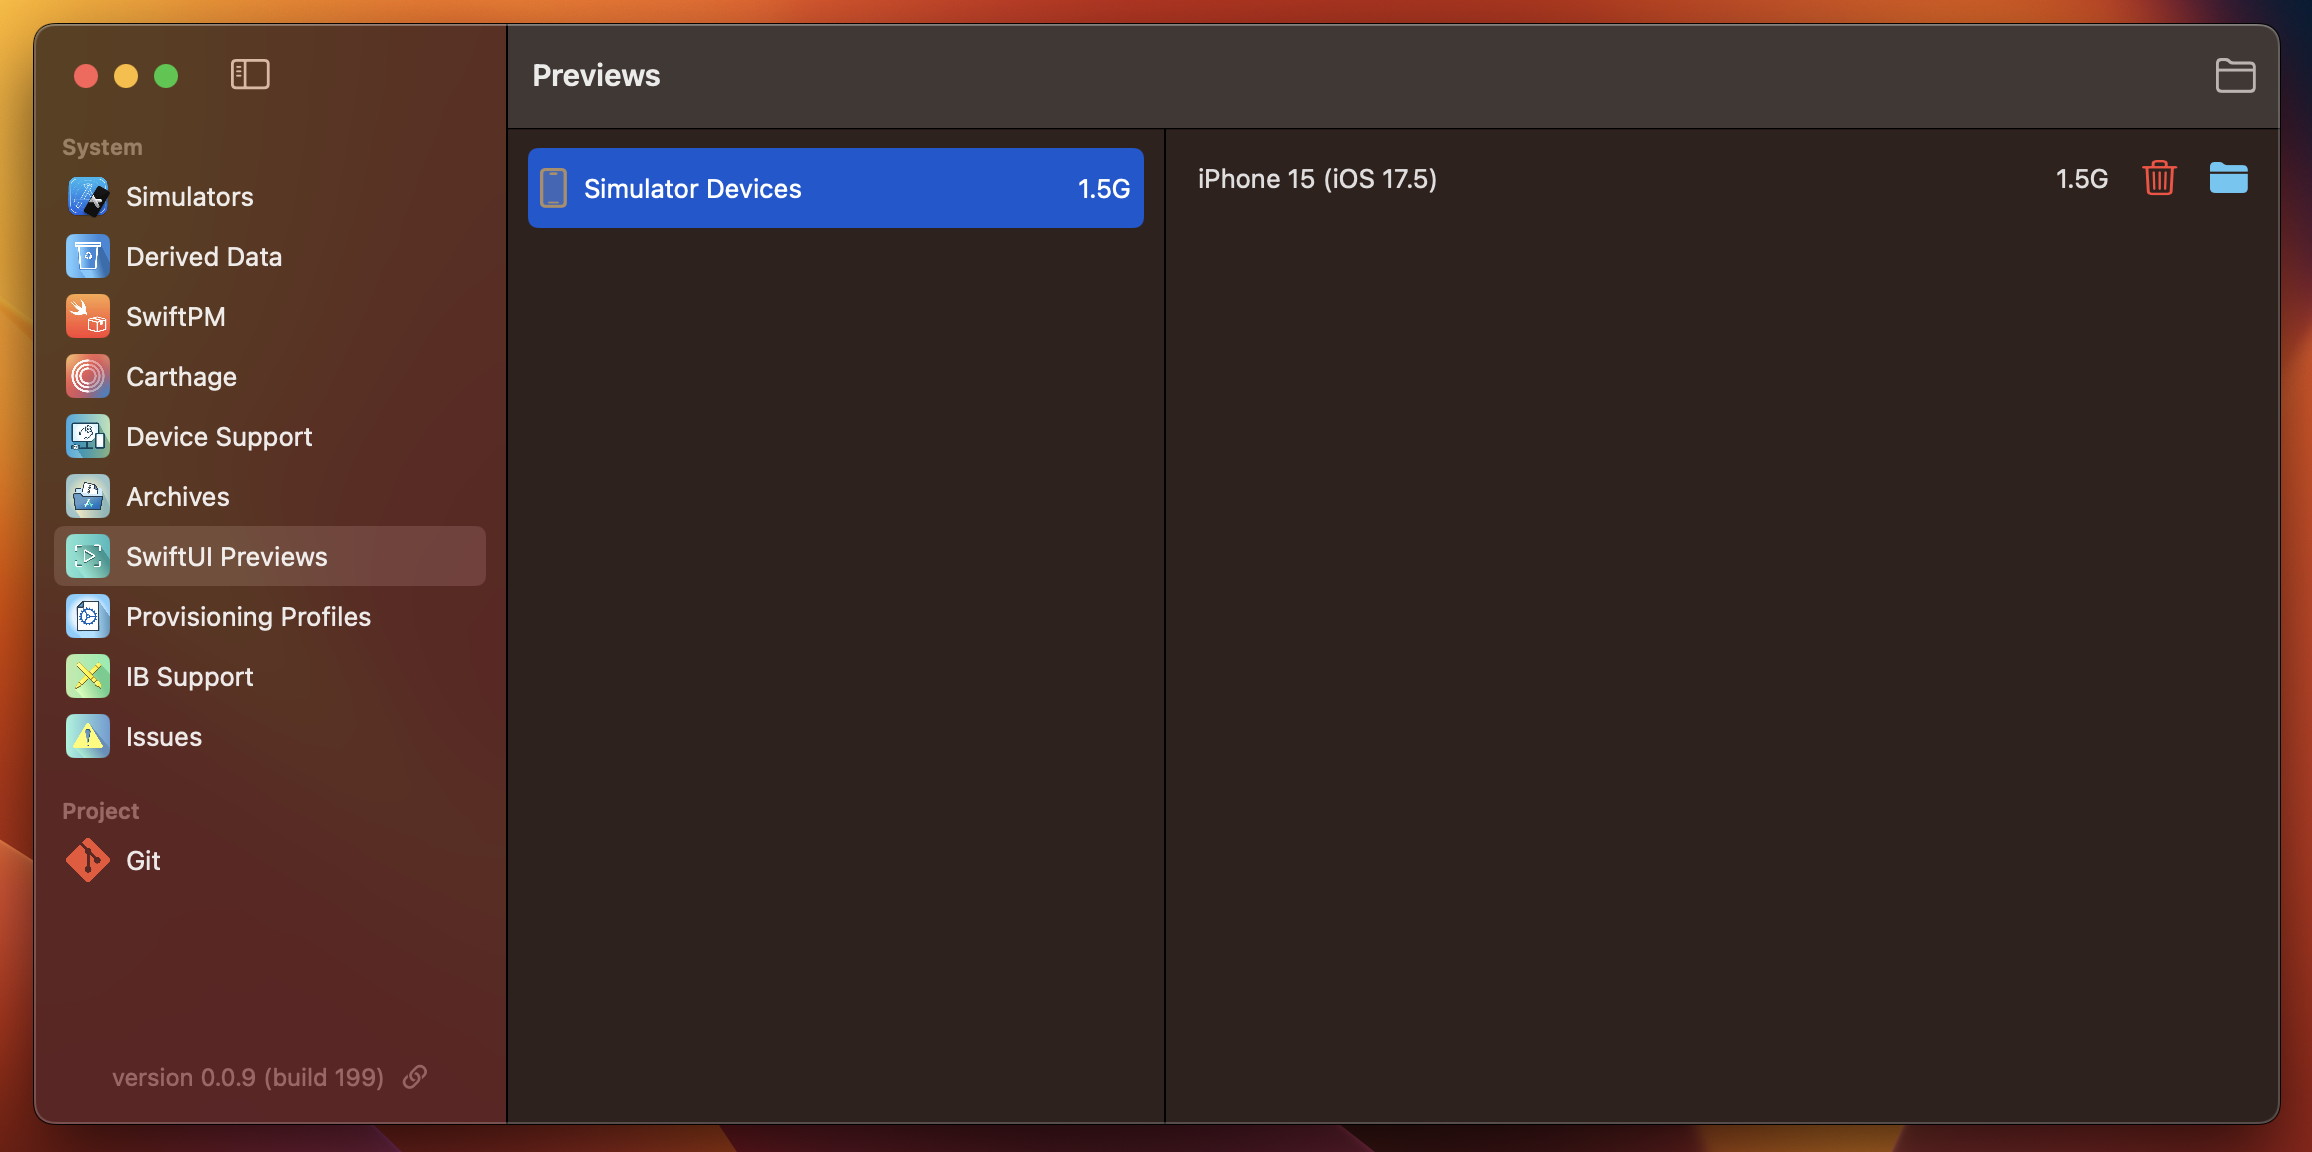 Previews
System
Simulators
Derived Data
SwiftPM
Carthage
Device Support
Archives
SwiftUI Previews
Provisioning Profiles
IB Support
Issues
Project
Git
version 0.0.9 (build 199)
Simulator Devices 1.5G
iPhone 15 (iOS 17.5) 1.5G